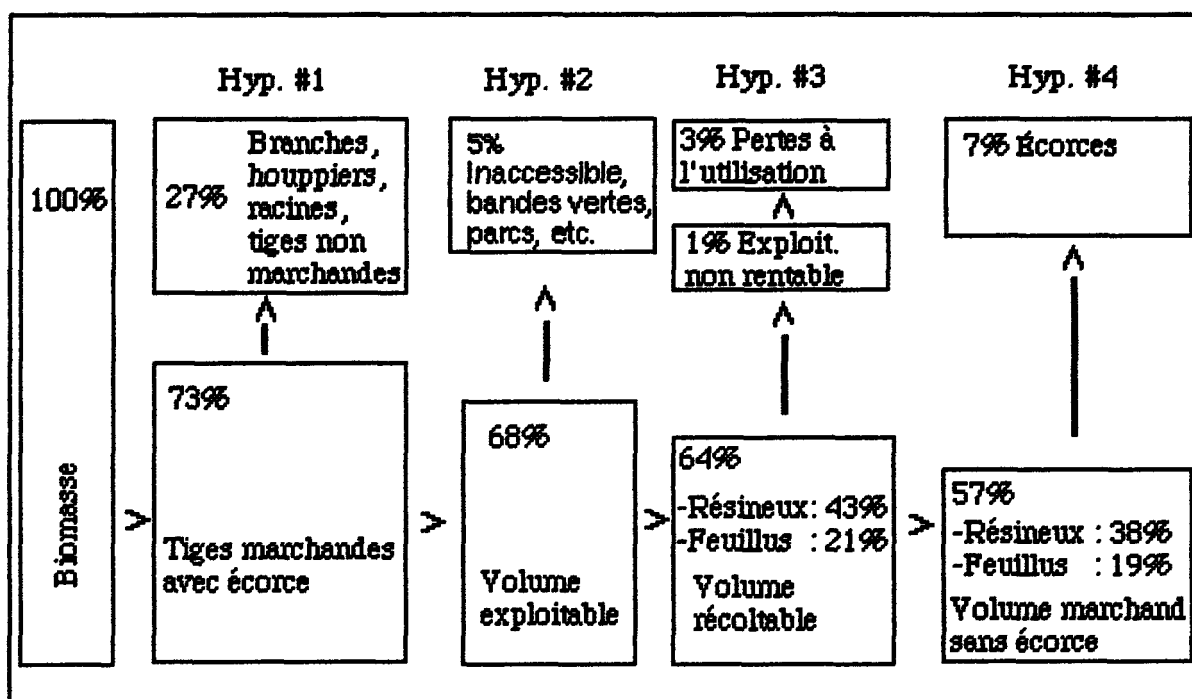 Hyp. #1
Hyp. #2
Hyp. #3
Hyp. #4
100%
Biomasse
27%
Branches,
houppiers,
racines,
tiges non
marchandes
73%
Tiges marchandes
avec écorce
5%
Inaccessible,
bandes vertes,
parcs, etc.
68%
Volume
exploitable
3% Pertes à
l'utilisation
1% Exploit.
non rentable
64%
-Résineux: 43%
-Feuillus : 21%
Volume
récoltable
7% Écorces
57%
-Résineux : 38%
-Feuillus : 19%
Volume marchand
sans écorce